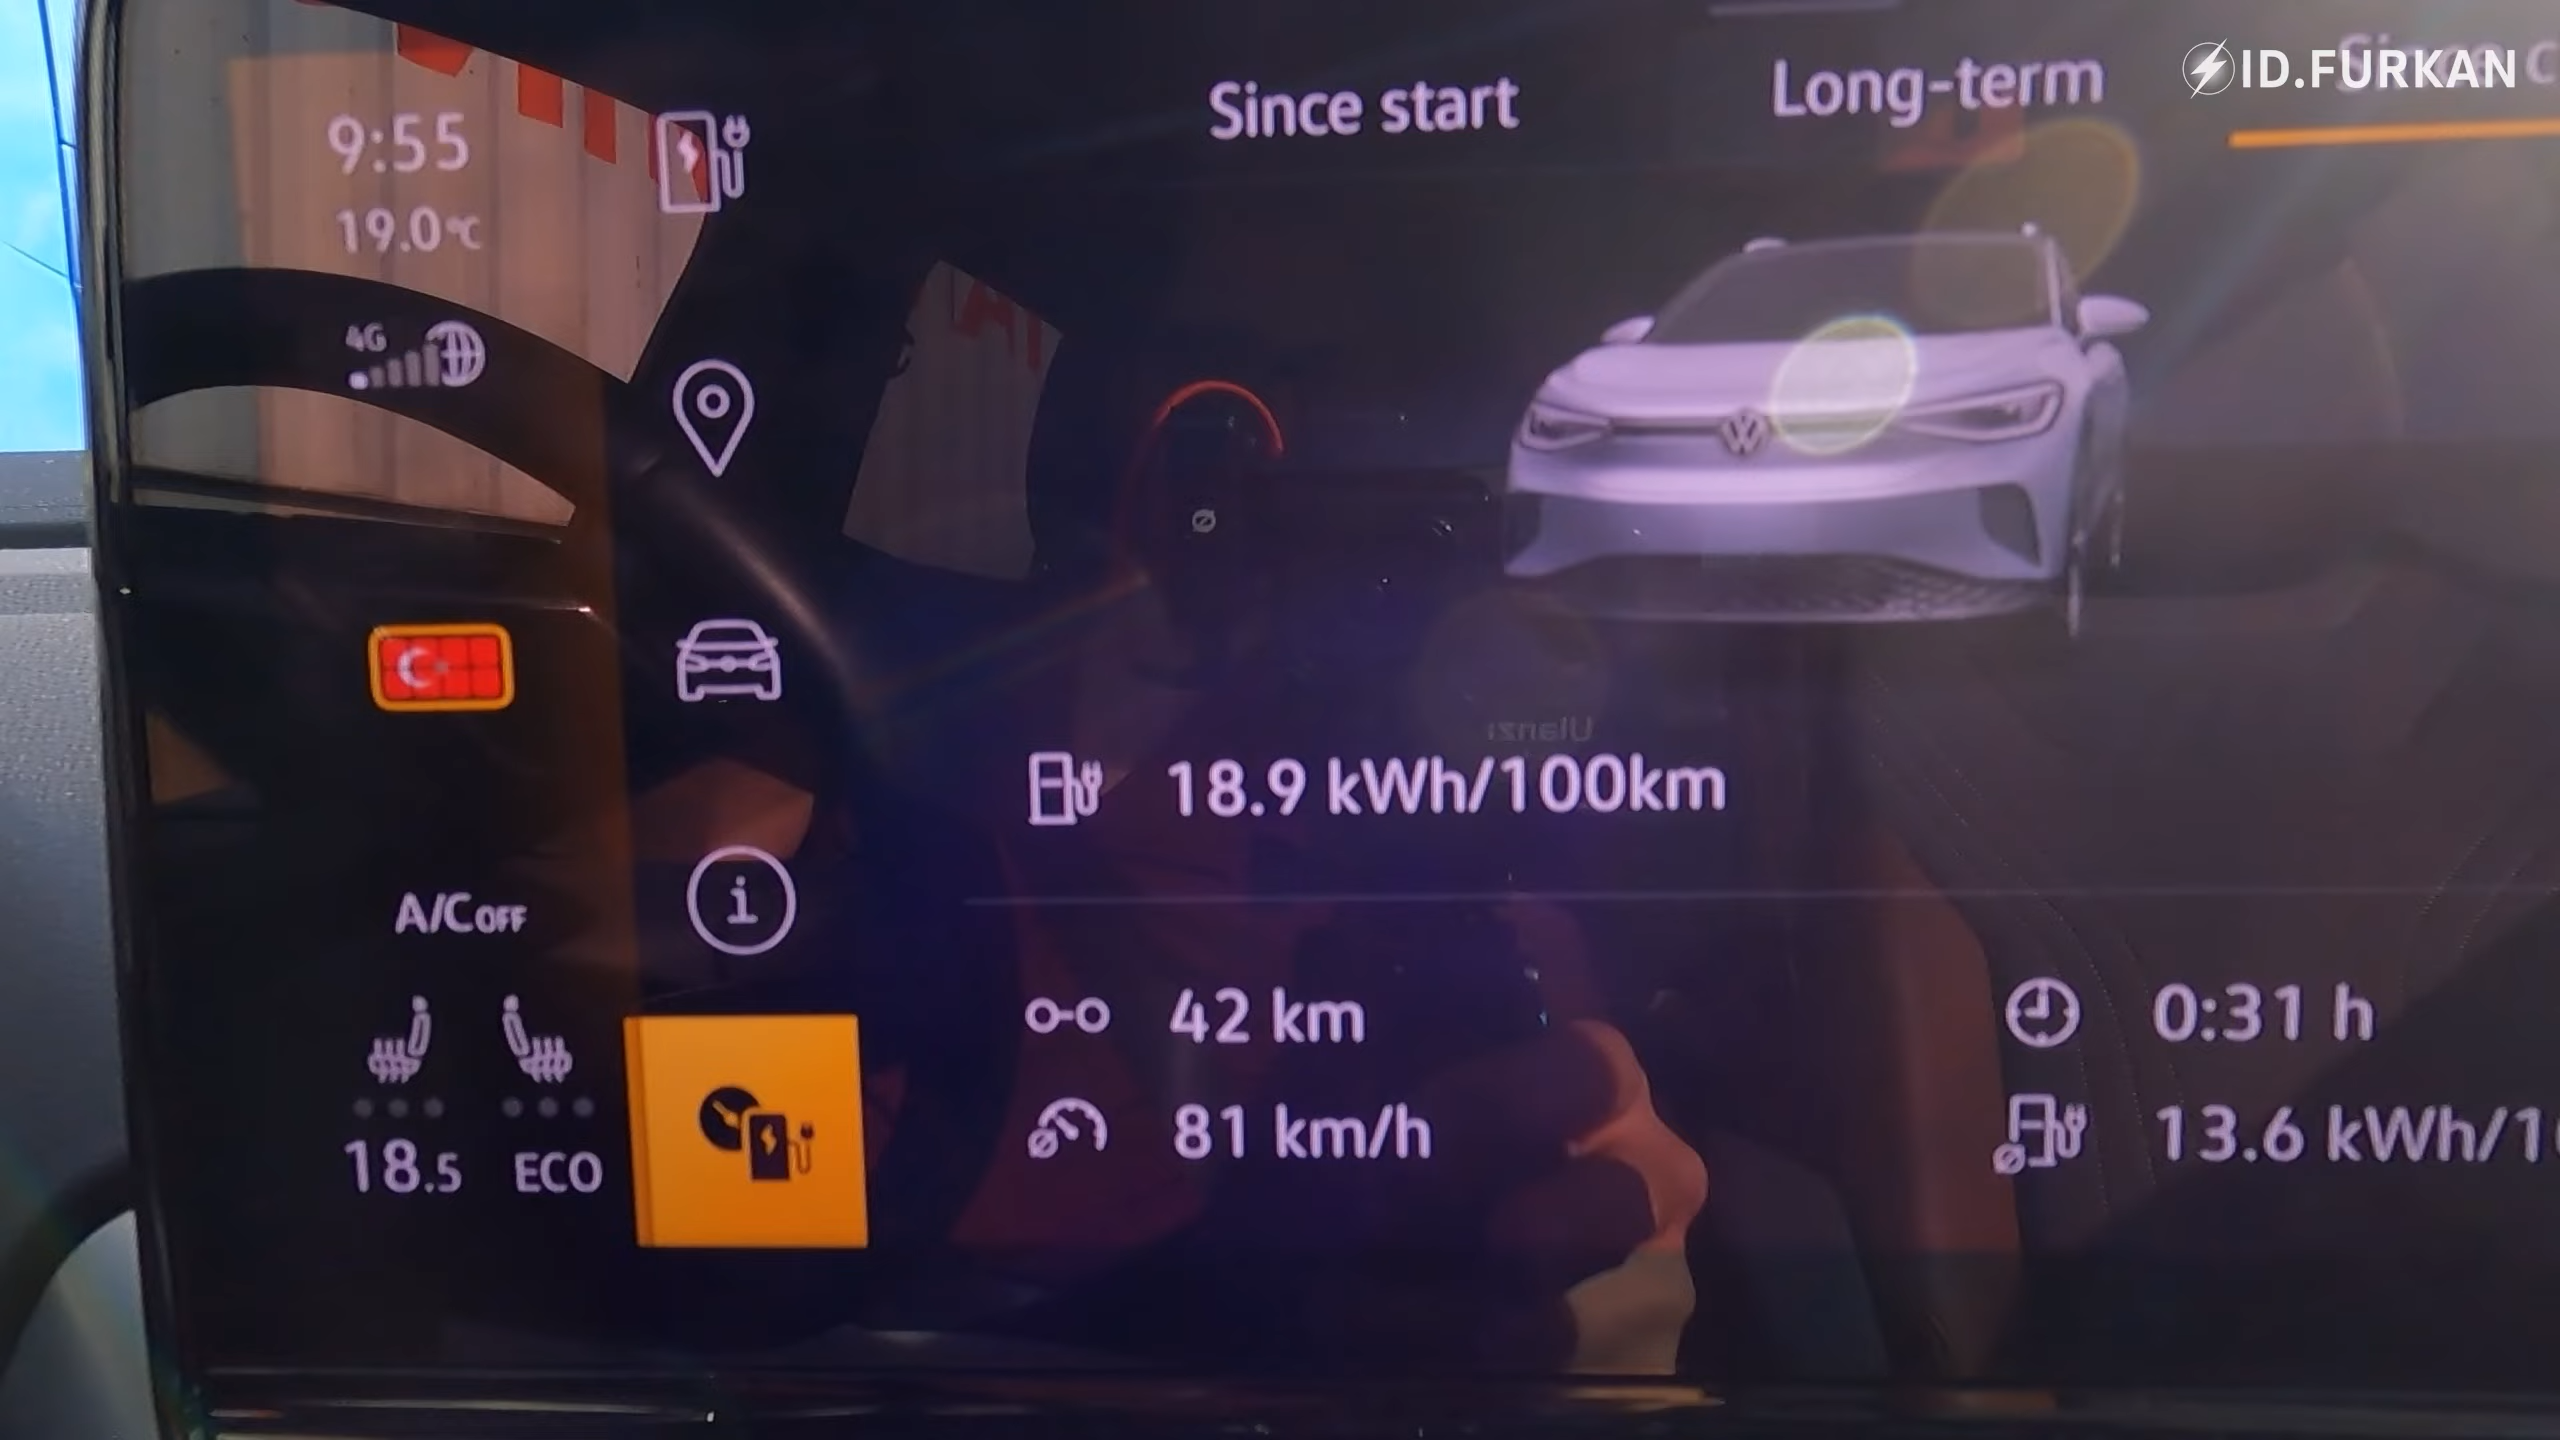 ID.FURKAN
Since start
Long-term
Since c
9:55
19.0°C
4G
Ulanzi
18.9 kWh/100km
A/C OFF
42 km
0:31 h
81 km/h
13.6 kWh/1
18.5
ECO